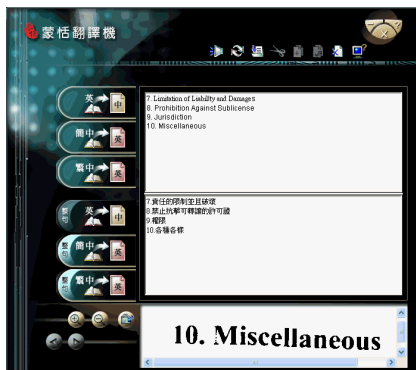 蒙恬翻譯機
英
中
7. Limitation of Liability and Damages
8. Prohibition Against Sublicense
9. Jurisdiction
10. Miscellaneous
簡中
英
繁中
英
整句
英
中
7.責任的限制並且破壞
8.禁止抗擊可轉讓的許可證
9.權限
10.各種各樣
整句
簡中
英
整句
繁中
英
10. Miscellaneous